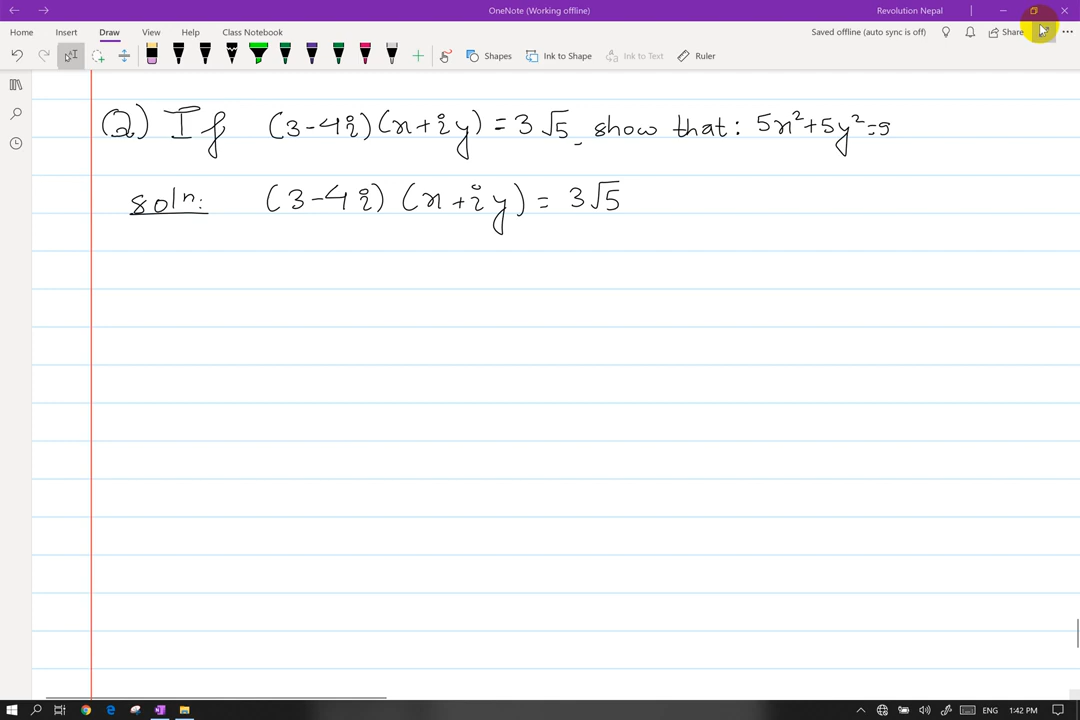 OneNote (Working offline)
Revolution Nepal
Home Insert Draw View Help Class Notebook
Saved offline (auto sync is off) Share
Shapes Ink to Shape Ink to Text Ruler
Q) If (3-4i)(x+iy) = 3√5, show that: 5x²+5y²=9
soln: (3-4i) (x+iy) = 3√5
ENG 1:42 PM